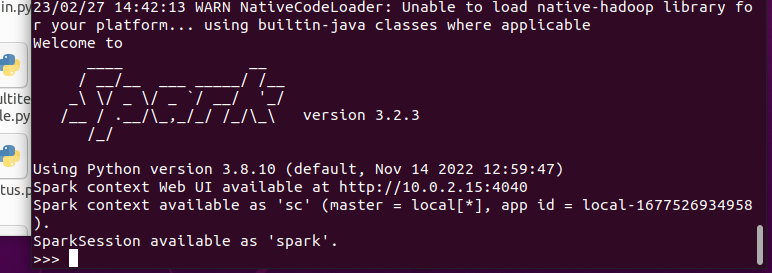 in.py
23/02/27 14:42:13 WARN NativeCodeLoader: Unable to load native-hadoop library fo
r your platform... using builtin-java classes where applicable
Welcome to
      ____              __
     / __/__  ___ _____/ /__
    _\ \/ _ \/ _ `/ __/  '_/
   /__ / .__/\_,_/_/ /_/\_\   version 3.2.3
      /_/
ultite
le.py
Using Python version 3.8.10 (default, Nov 14 2022 12:59:47)
Spark context Web UI available at http://10.0.2.15:4040
tus.p
Spark context available as 'sc' (master = local[*], app id = local-1677526934958
).
SparkSession available as 'spark'.
>>>